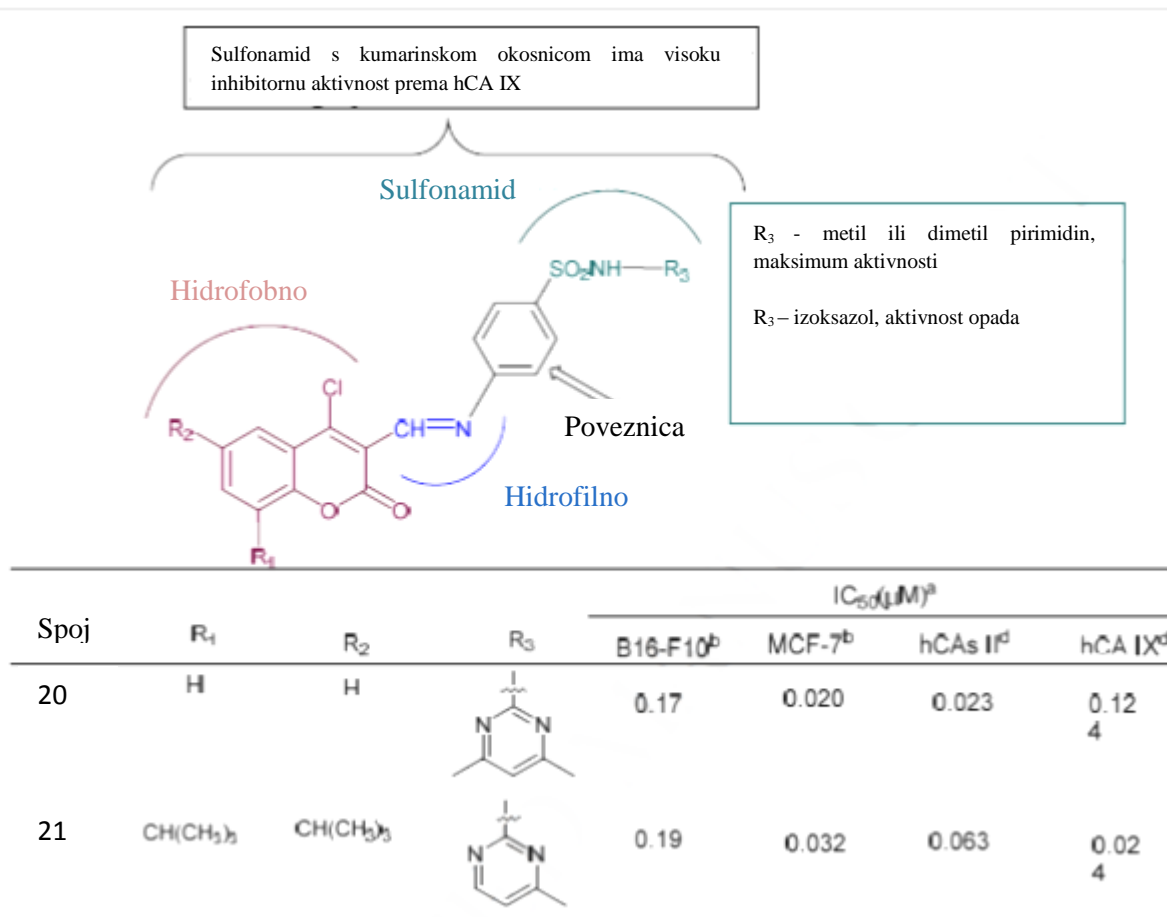 Sulfonamid s kumarinskom okosnicom ima visoku
inhibitornu aktivnost prema hCA IX
Sulfonamid
R₃ - metil ili dimetil pirimidin,
maksimum aktivnosti
R₃ – izoksazol, aktivnost opada
Hidrofobno
SO₂NH R₃
Cl
R₂
CH N
Poveznica
O O
Hidrofilno
R₁
IC₅₀(μM)ᵃ
Spoj R₁ R₂ R₃ B16-F10ᵇ MCF-7ᵇ hCAs IIᵈ hCA IXᵈ
20 H H 0.17 0.020 0.023 0.12
4
N N
21 CH(CH₃)₃ CH(CH₃)₃ 0.19 0.032 0.063 0.02
4
N N